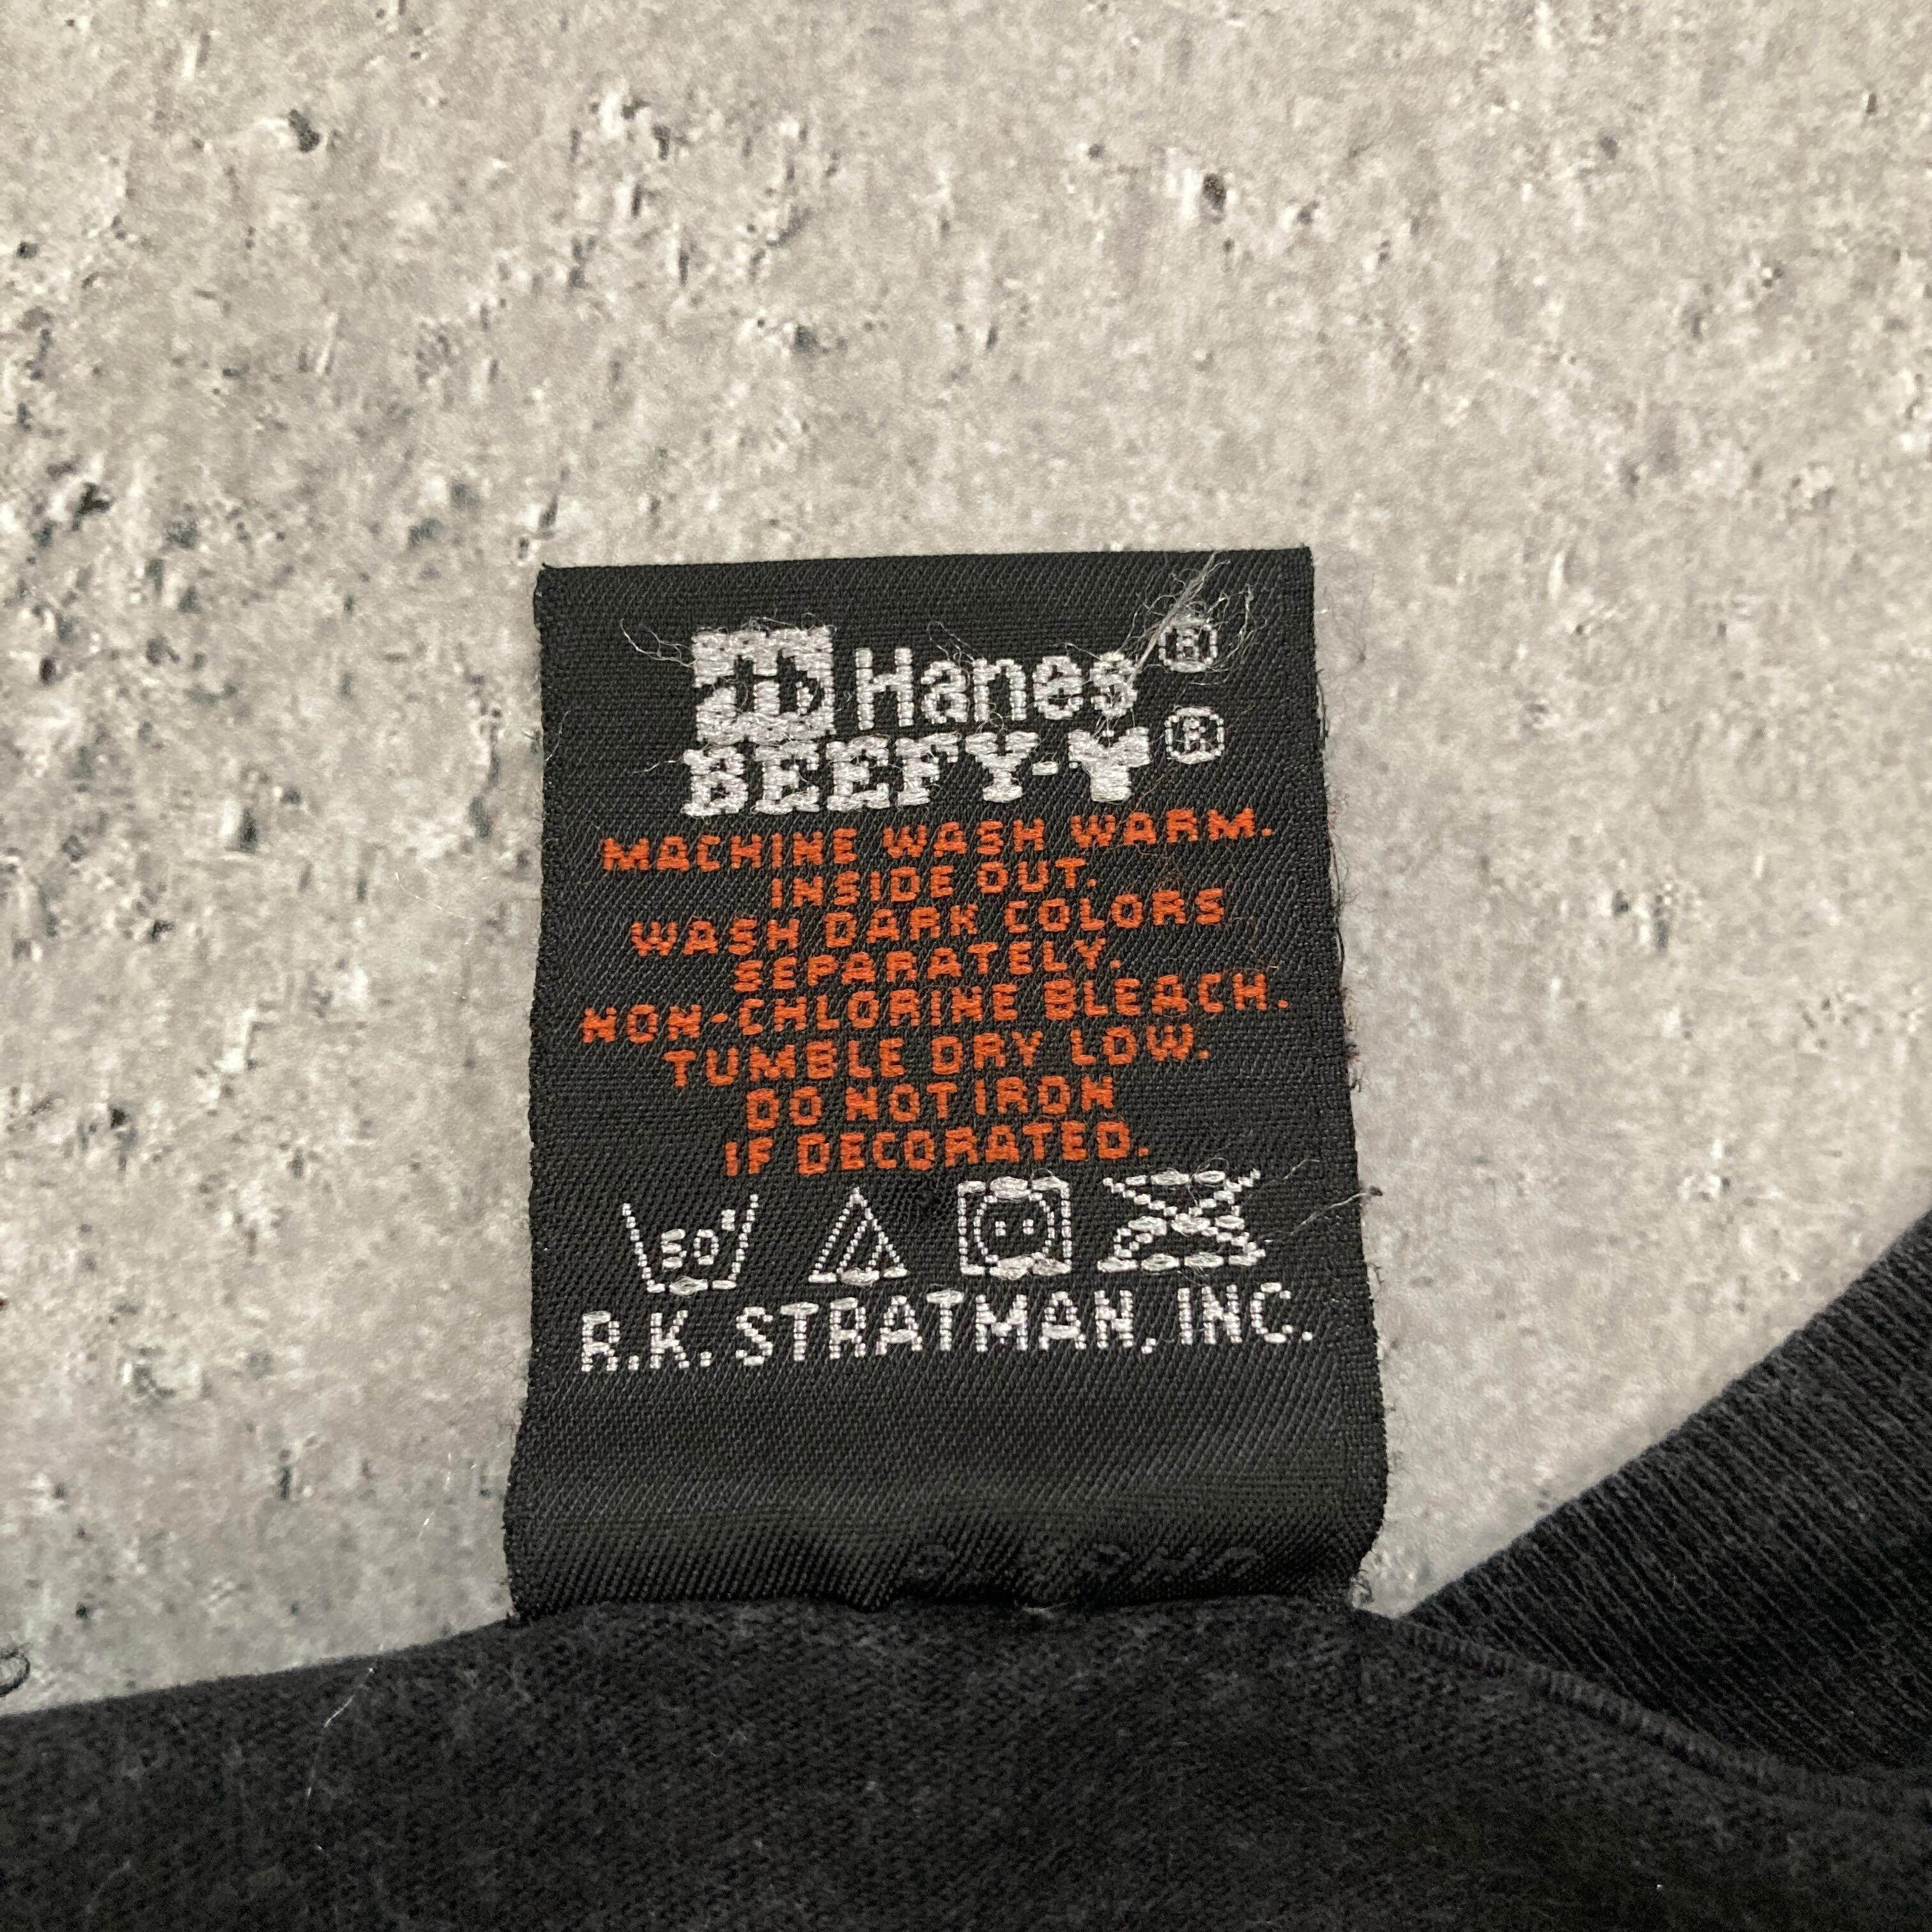 Hanes®
BEEFY-T®
MACHINE WASH WARM.
INSIDE OUT.
WASH DARK COLORS
SEPARATELY.
NON-CHLORINE BLEACH.
TUMBLE DRY LOW.
DO NOT IRON
IF DECORATED.
50°
R.K. STRATMAN, INC.